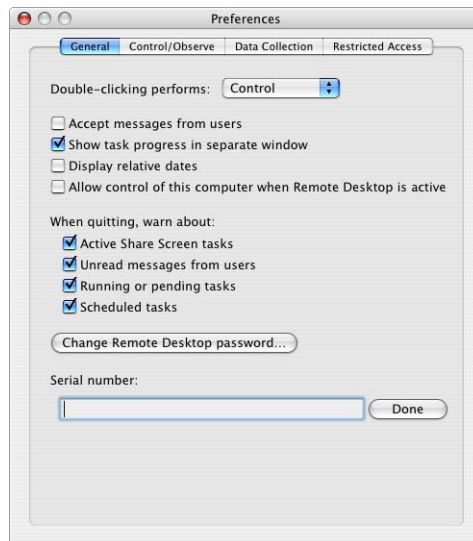 Preferences
General Control/Observe Data Collection Restricted Access
Double-clicking performs: Control
Accept messages from users
Show task progress in separate window
Display relative dates
Allow control of this computer when Remote Desktop is active
When quitting, warn about:
Active Share Screen tasks
Unread messages from users
Running or pending tasks
Scheduled tasks
Change Remote Desktop password...
Serial number:
Done